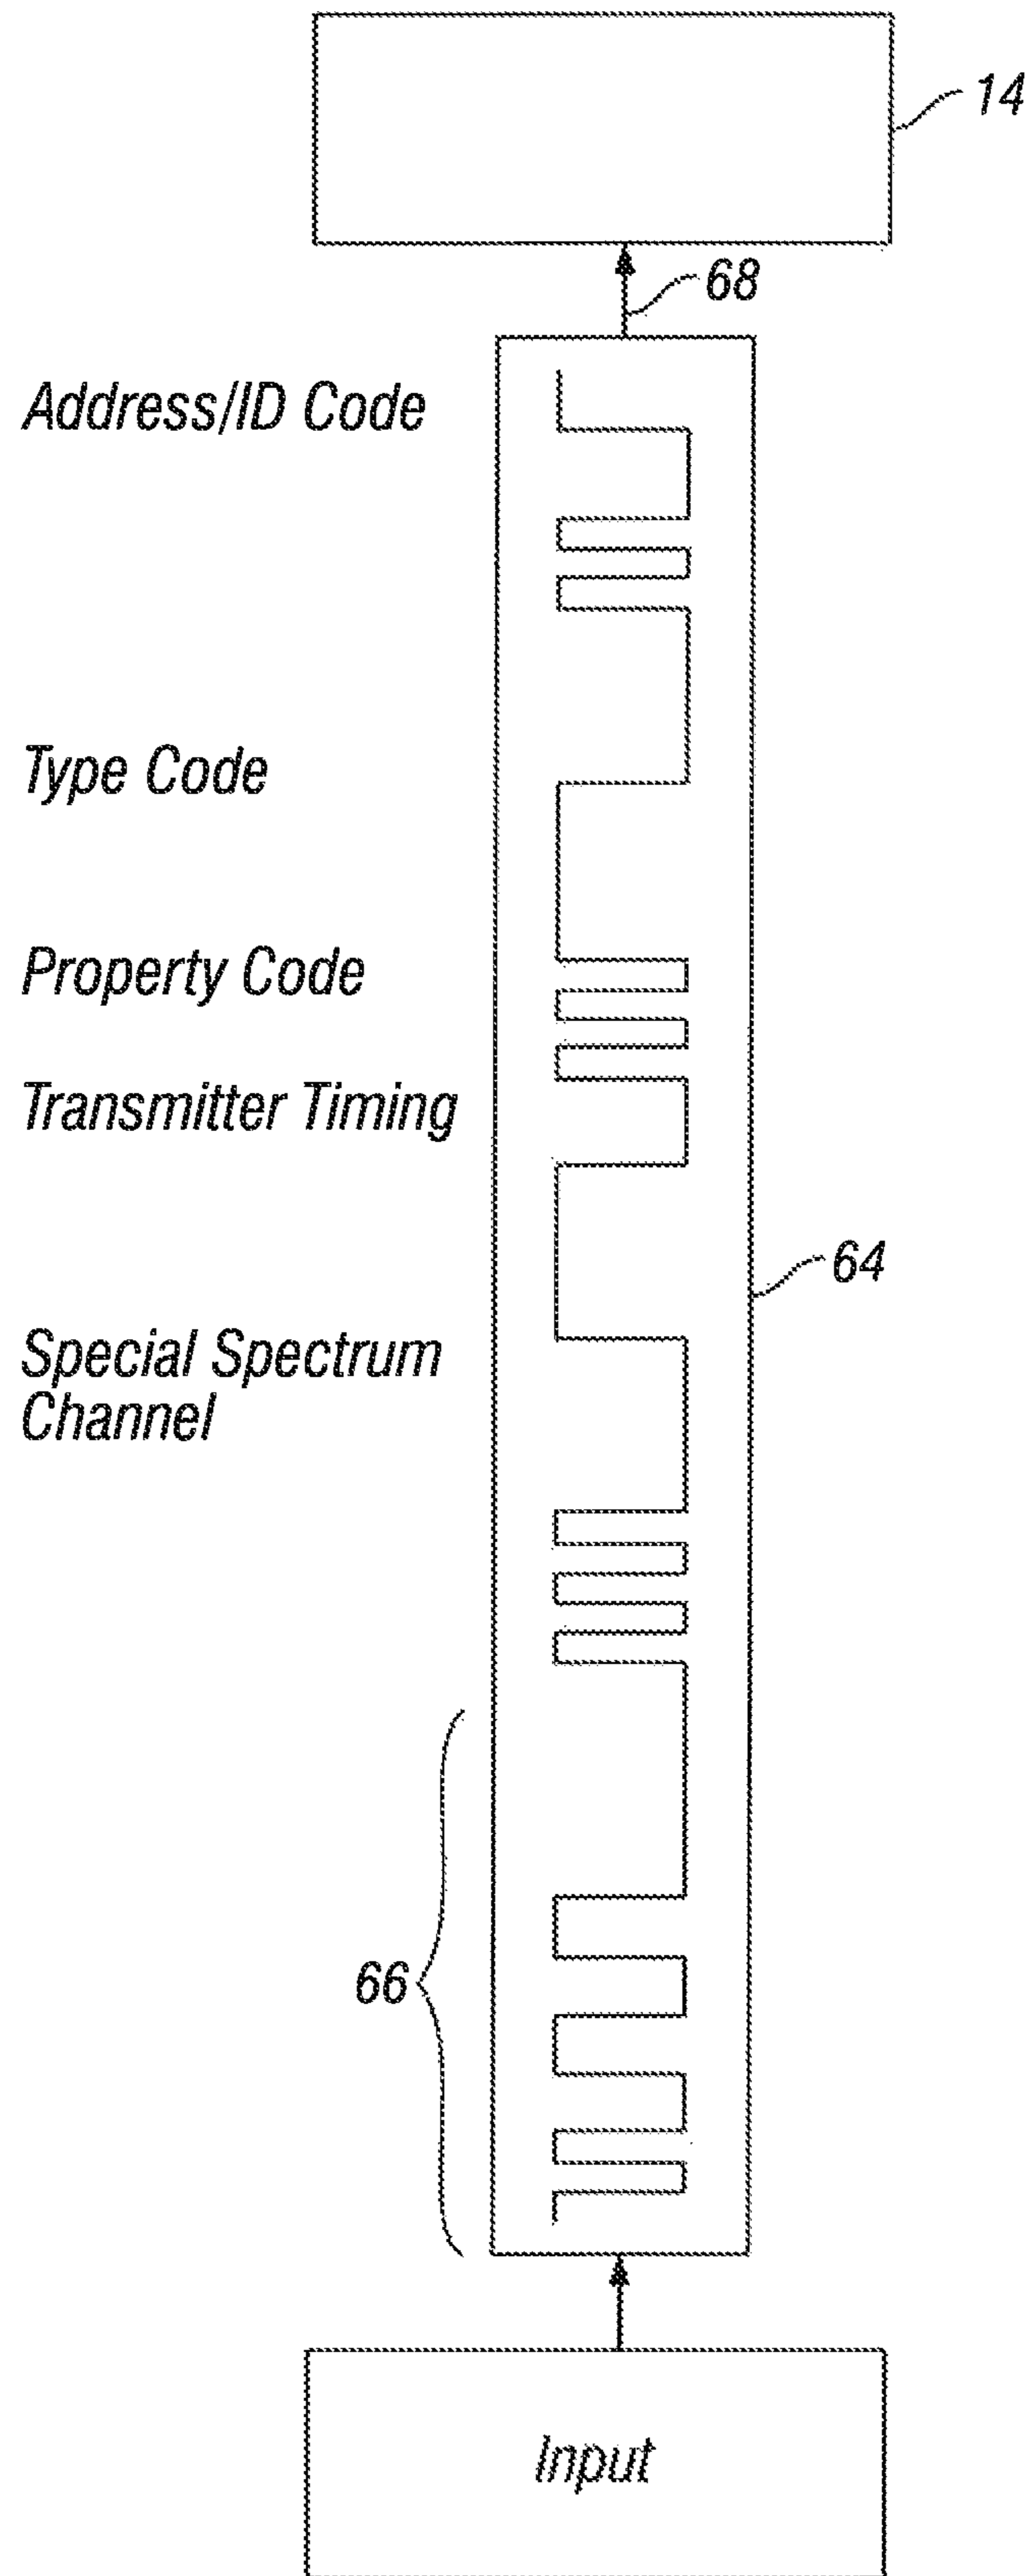 14
68
Address/ID Code
Type Code
Property Code
Transmitter Timing
64
Special Spectrum
Channel
66
Input